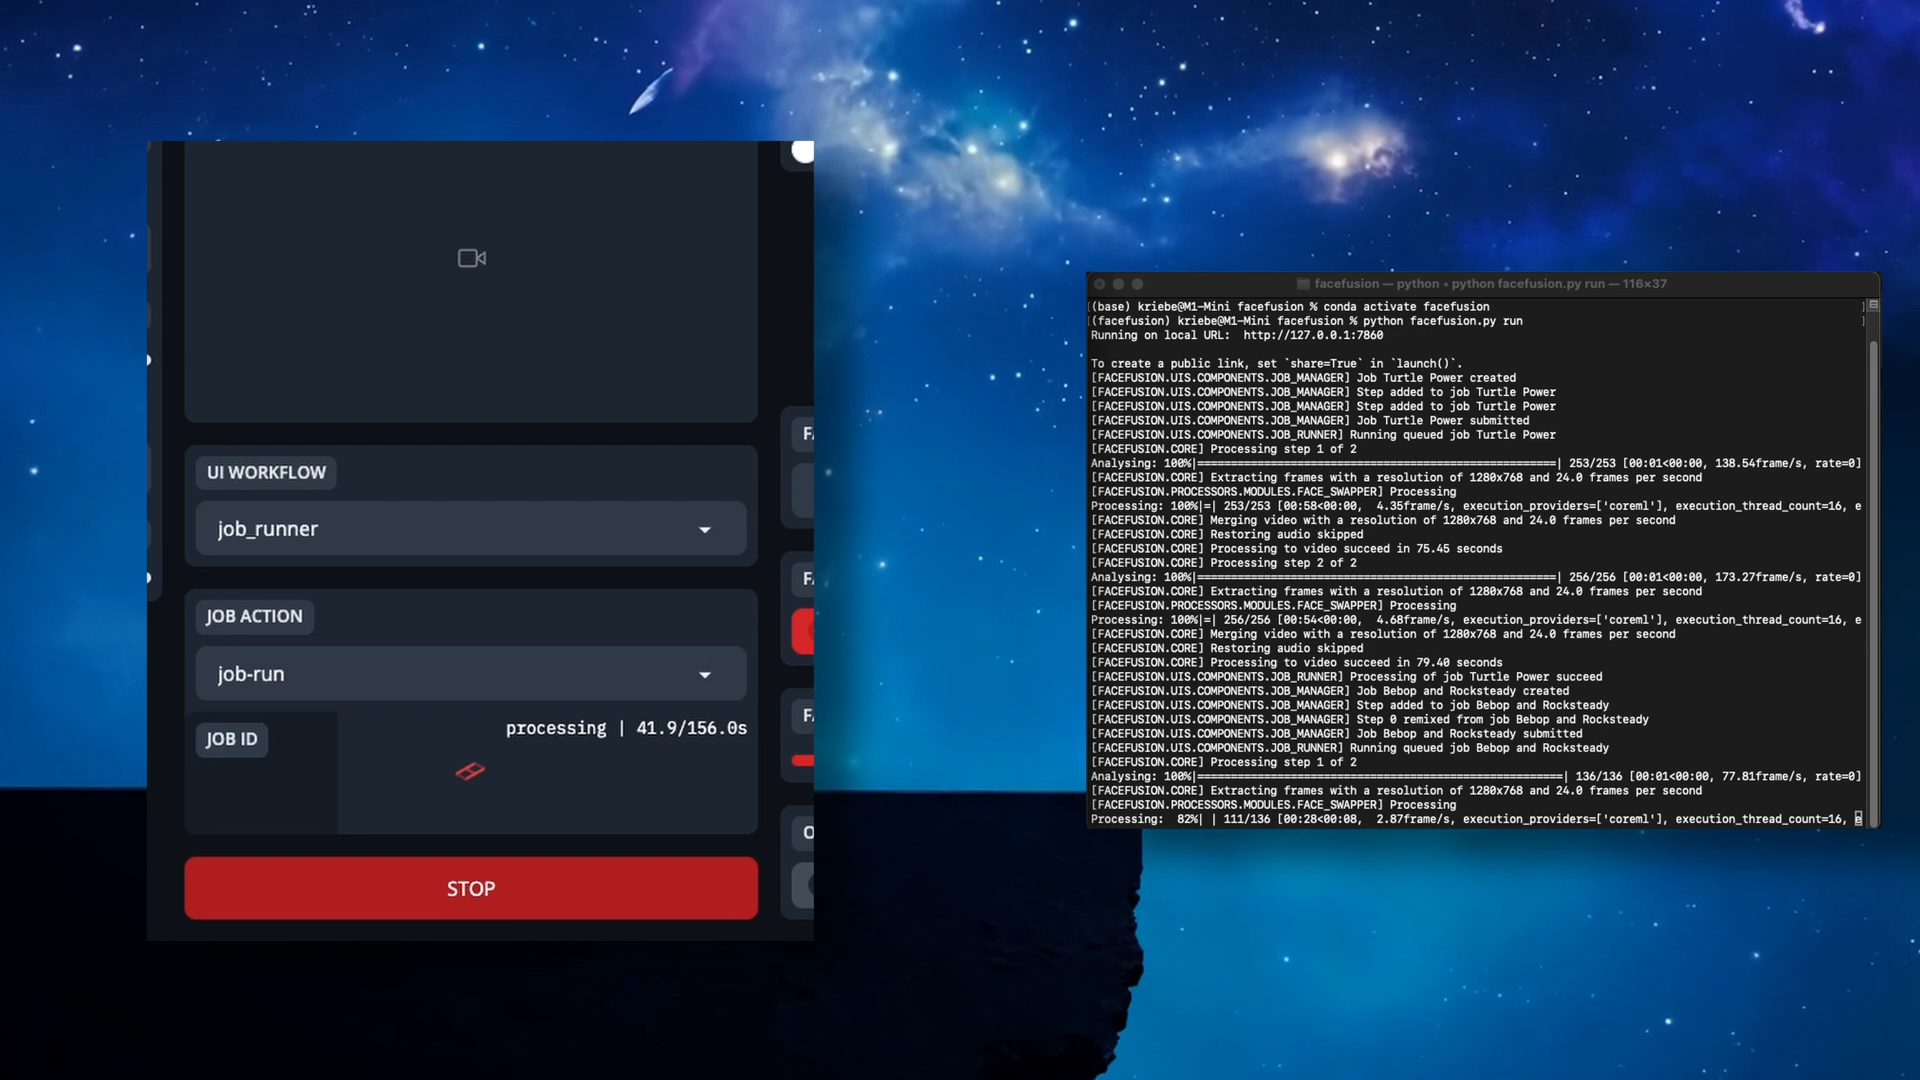 UI WORKFLOW
job_runner
JOB ACTION
job-run
JOB ID
processing | 41.9/156.0s
STOP
facefusion — python ◂ python facefusion.py run — 116×37
(base) kriebe@M1-Mini facefusion % conda activate facefusion
(facefusion) kriebe@M1-Mini facefusion % python facefusion.py run
Running on local URL:  http://127.0.0.1:7860
To create a public link, set `share=True` in `launch()`.
[FACEFUSION.UIS.COMPONENTS.JOB_MANAGER] Job Turtle Power created
[FACEFUSION.UIS.COMPONENTS.JOB_MANAGER] Step added to job Turtle Power
[FACEFUSION.UIS.COMPONENTS.JOB_MANAGER] Step added to job Turtle Power
[FACEFUSION.UIS.COMPONENTS.JOB_MANAGER] Job Turtle Power submitted
[FACEFUSION.UIS.COMPONENTS.JOB_RUNNER] Running queued job Turtle Power
[FACEFUSION.CORE] Processing step 1 of 2
Analysing: 100%|======================================================| 253/253 [00:01<00:00, 138.54frame/s, rate=0]
[FACEFUSION.CORE] Extracting frames with a resolution of 1280x768 and 24.0 frames per second
[FACEFUSION.PROCESSORS.MODULES.FACE_SWAPPER] Processing
Processing: 100%|=| 253/253 [00:58<00:00,  4.35frame/s, execution_providers=['coreml'], execution_thread_count=16, e
[FACEFUSION.CORE] Merging video with a resolution of 1280x768 and 24.0 frames per second
[FACEFUSION.CORE] Restoring audio skipped
[FACEFUSION.CORE] Processing to video succeed in 75.45 seconds
[FACEFUSION.CORE] Processing step 2 of 2
Analysing: 100%|======================================================| 256/256 [00:01<00:00, 173.27frame/s, rate=0]
[FACEFUSION.CORE] Extracting frames with a resolution of 1280x768 and 24.0 frames per second
[FACEFUSION.PROCESSORS.MODULES.FACE_SWAPPER] Processing
Processing: 100%|=| 256/256 [00:54<00:00,  4.68frame/s, execution_providers=['coreml'], execution_thread_count=16, e
[FACEFUSION.CORE] Merging video with a resolution of 1280x768 and 24.0 frames per second
[FACEFUSION.CORE] Restoring audio skipped
[FACEFUSION.CORE] Processing to video succeed in 79.40 seconds
[FACEFUSION.UIS.COMPONENTS.JOB_RUNNER] Processing of job Turtle Power succeed
[FACEFUSION.UIS.COMPONENTS.JOB_MANAGER] Job Bebop and Rocksteady created
[FACEFUSION.UIS.COMPONENTS.JOB_MANAGER] Step added to job Bebop and Rocksteady
[FACEFUSION.UIS.COMPONENTS.JOB_MANAGER] Step 0 remixed from job Bebop and Rocksteady
[FACEFUSION.UIS.COMPONENTS.JOB_MANAGER] Job Bebop and Rocksteady submitted
[FACEFUSION.UIS.COMPONENTS.JOB_RUNNER] Running queued job Bebop and Rocksteady
[FACEFUSION.CORE] Processing step 1 of 2
Analysing: 100%|=======================================================| 136/136 [00:01<00:00, 77.81frame/s, rate=0]
[FACEFUSION.CORE] Extracting frames with a resolution of 1280x768 and 24.0 frames per second
[FACEFUSION.PROCESSORS.MODULES.FACE_SWAPPER] Processing
Processing:  82%| | 111/136 [00:28<00:08,  2.87frame/s, execution_providers=['coreml'], execution_thread_count=16, e